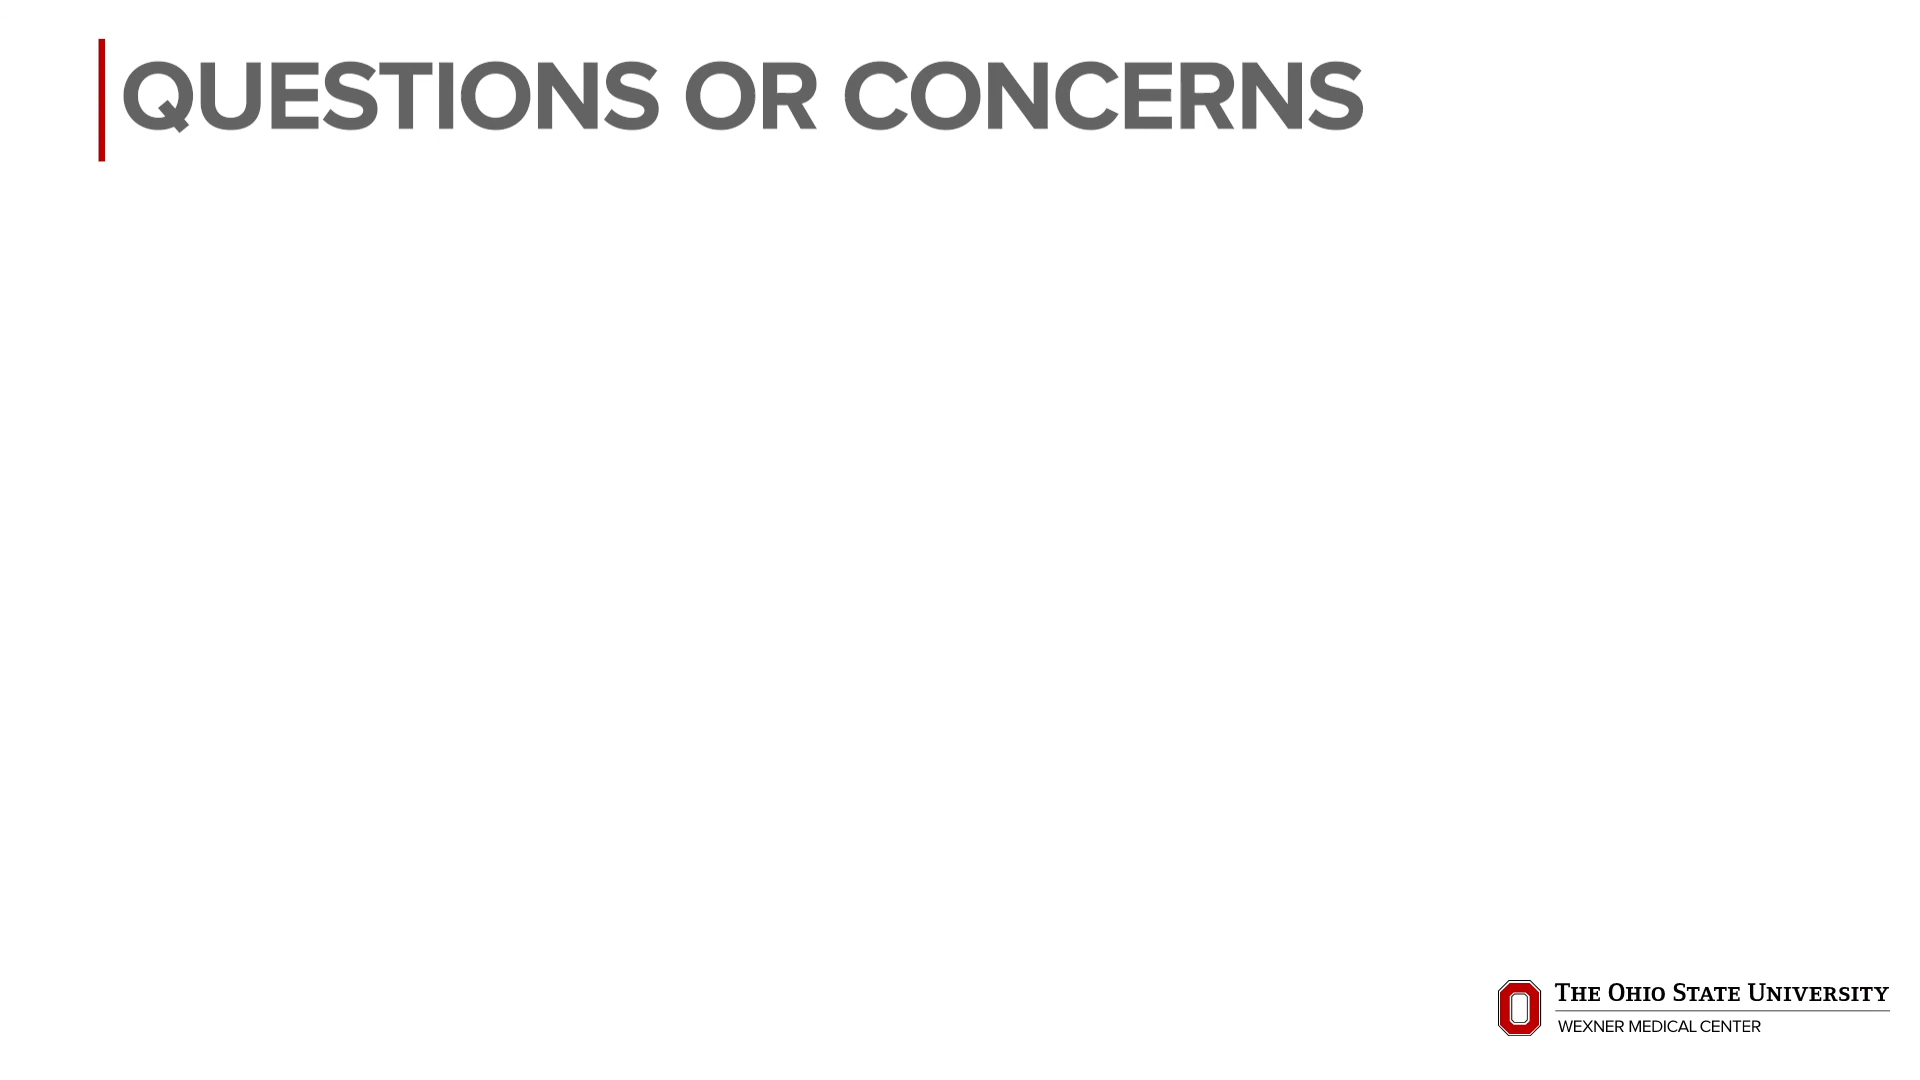 QUESTIONS OR CONCERNS
THE OHIO STATE UNIVERSITY
WEXNER MEDICAL CENTER